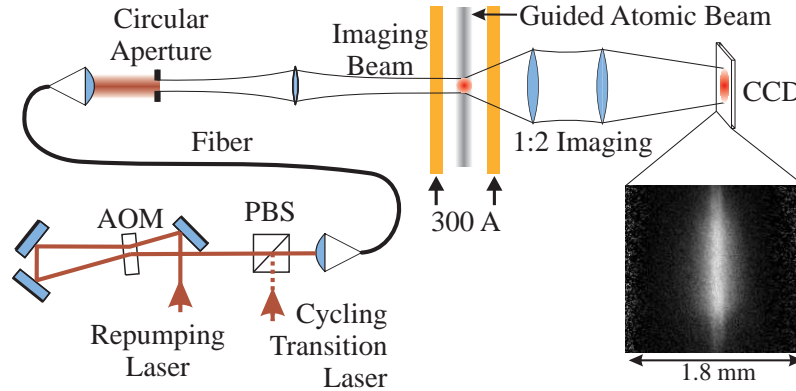 Circular
Aperture
Imaging
Beam
Guided Atomic Beam
CCD
Fiber
1:2 Imaging
300 A
AOM
PBS
Repumping
Laser
Cycling
Transition
Laser
1.8 mm